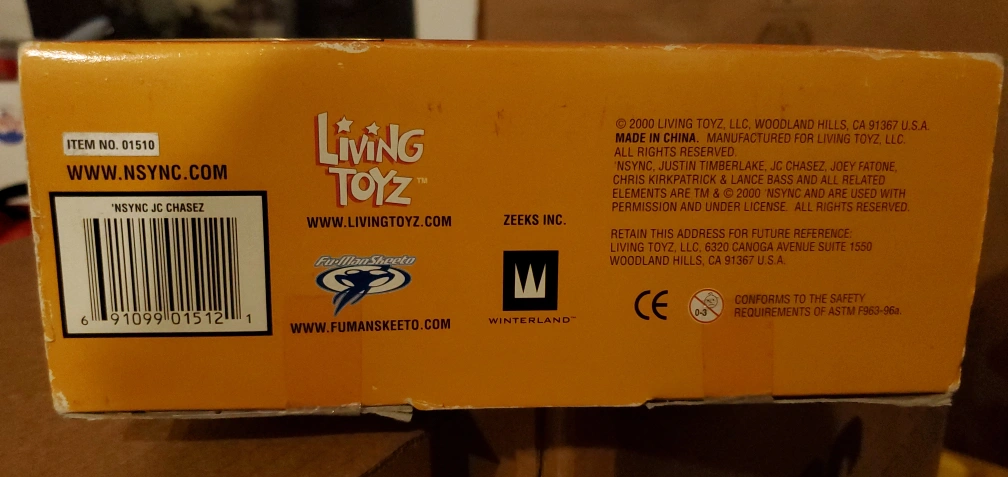 ITEM NO. 01510
WWW.NSYNC.COM
'NSYNC JC CHASEZ
6 91099 01512 1
LiViNG
TOYZ™
WWW.LIVINGTOYZ.COM
Fu-ManSkeeto
WWW.FUMANSKEETO.COM
ZEEKS INC.
WINTERLAND™
© 2000 LIVING TOYZ, LLC, WOODLAND HILLS, CA 91367 U.S.A.
MADE IN CHINA. MANUFACTURED FOR LIVING TOYZ, LLC.
ALL RIGHTS RESERVED.
'NSYNC, JUSTIN TIMBERLAKE, JC CHASEZ, JOEY FATONE,
CHRIS KIRKPATRICK & LANCE BASS AND ALL RELATED
ELEMENTS ARE TM & © 2000 'NSYNC AND ARE USED WITH
PERMISSION AND UNDER LICENSE. ALL RIGHTS RESERVED.
RETAIN THIS ADDRESS FOR FUTURE REFERENCE:
LIVING TOYZ, LLC, 6320 CANOGA AVENUE SUITE 1550
WOODLAND HILLS, CA 91367 U.S.A.
CE
0-3
CONFORMS TO THE SAFETY
REQUIREMENTS OF ASTM F963-96a.